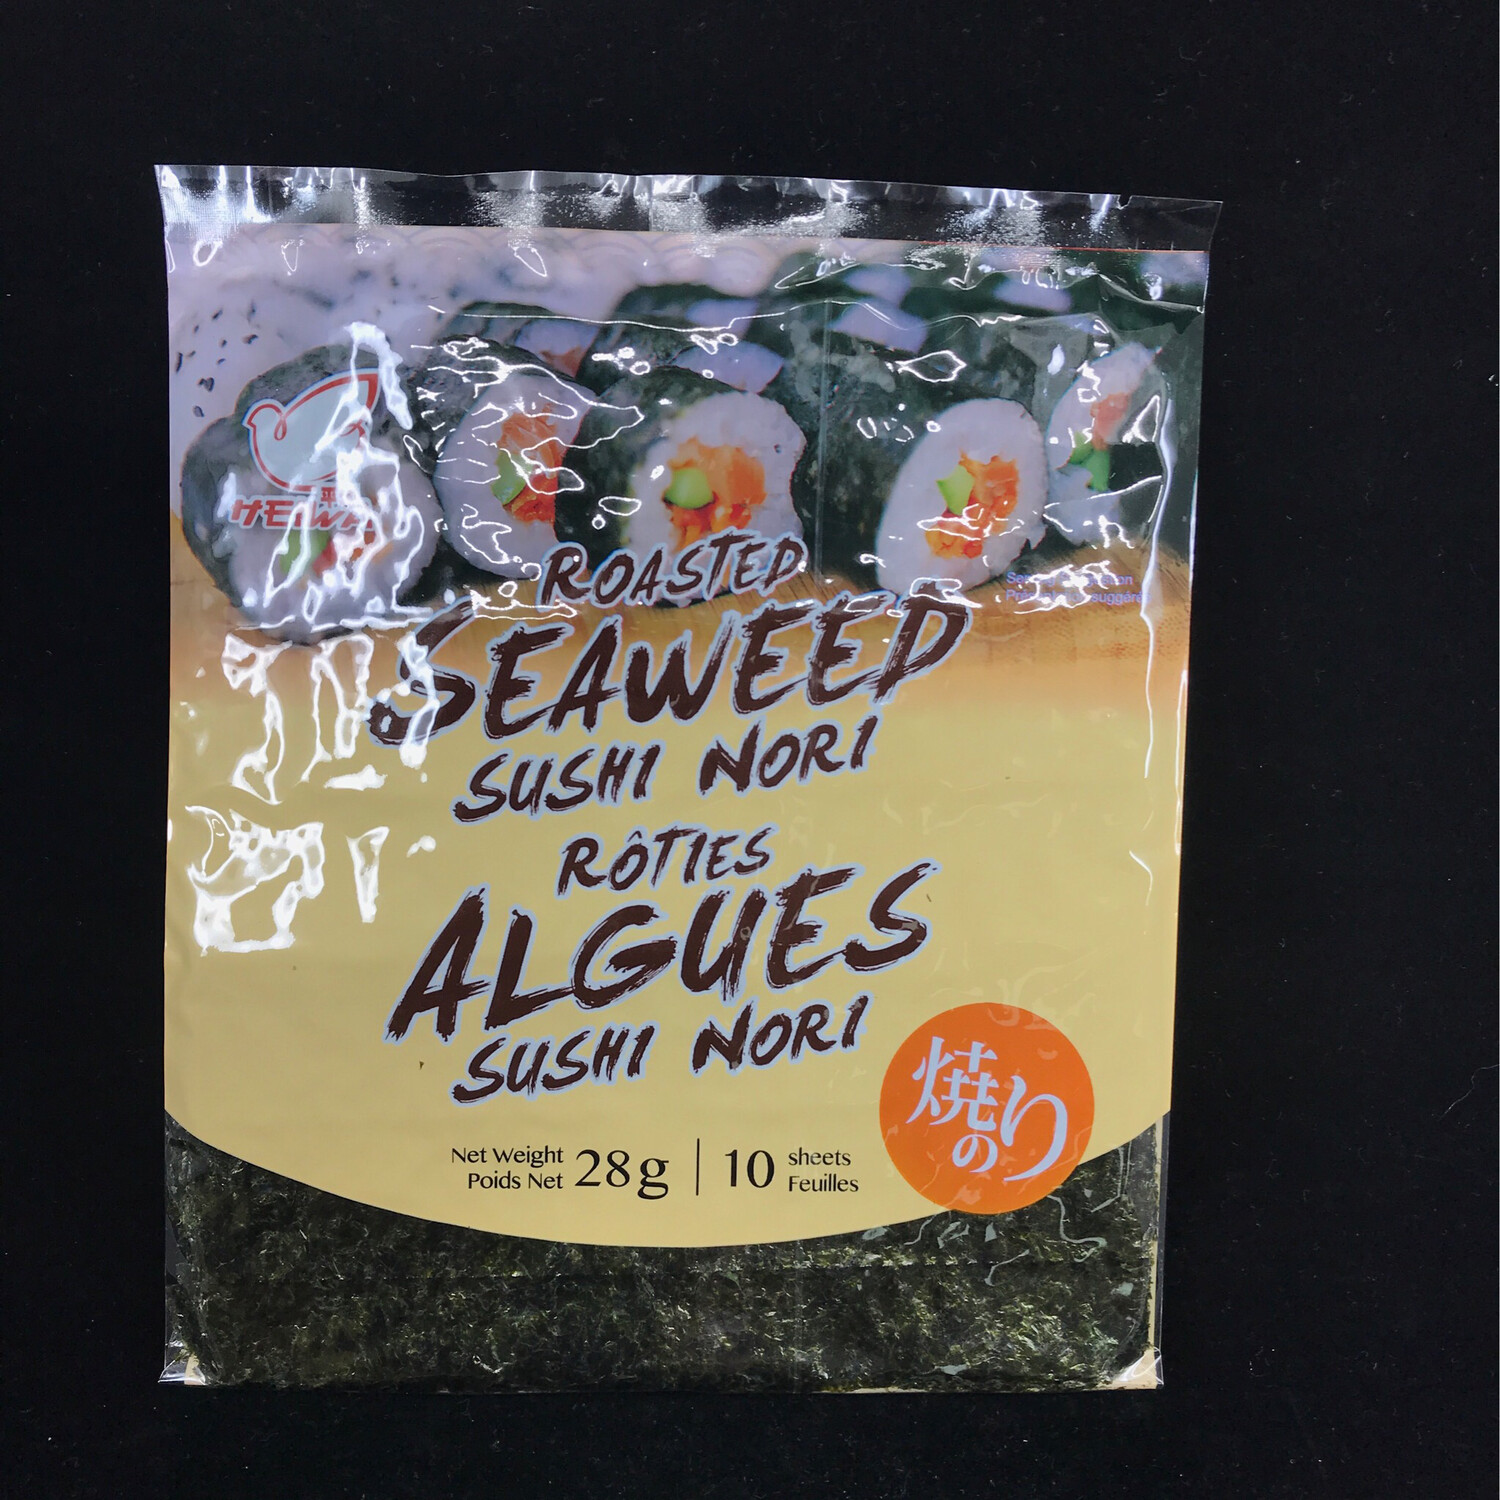 HEIWA
ROASTED
SEAWEED
SUSHI NORI
RÔTIES
ALGUES
SUSHI NORI
焼のり
Net Weight
Poids Net
28g
10
sheets
Feuilles